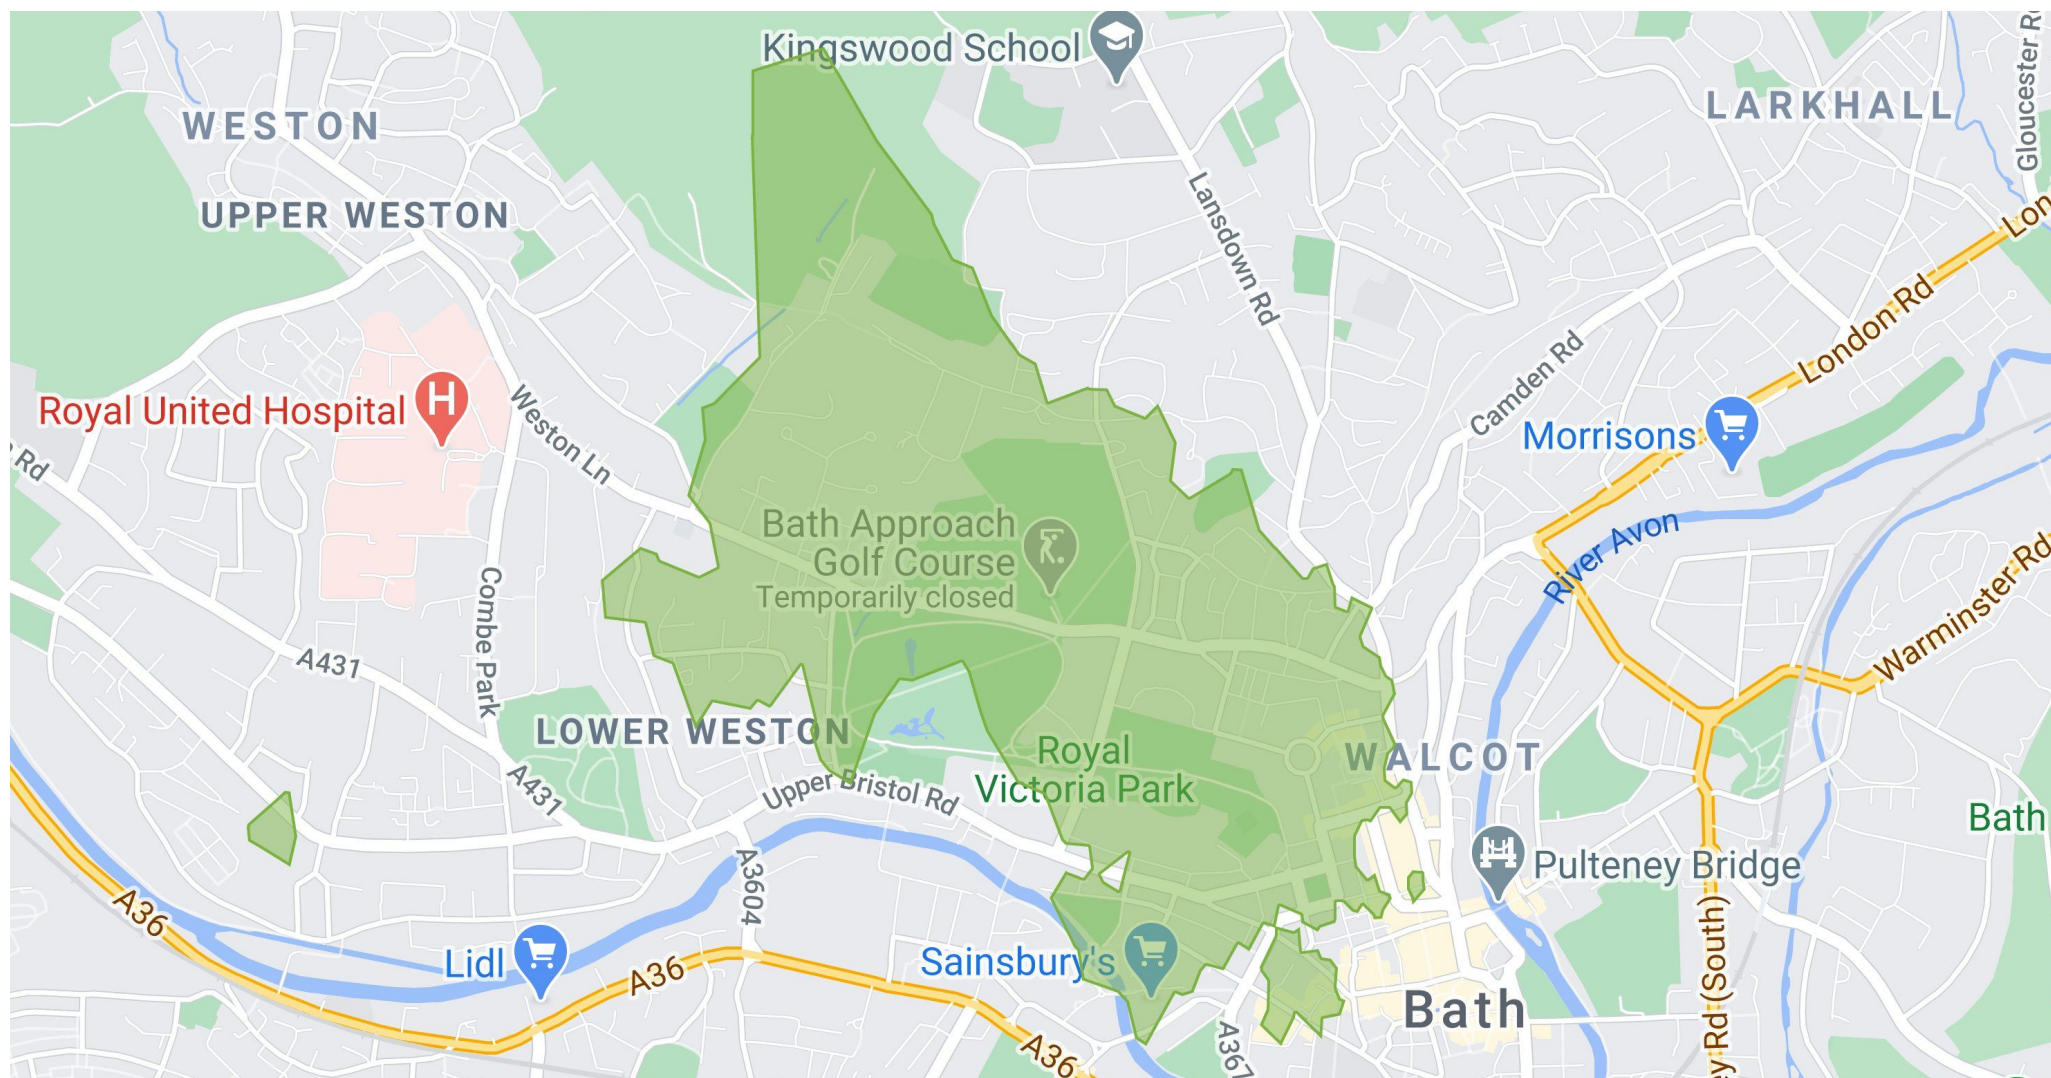 Kingswood School
LARKHALL
Gloucester
WESTON
UPPER WESTON
Lansdown Rd
London Rd
Royal United Hospital
Rd
Weston Ln
Camden Rd
Morrisons
Bath Approach
Golf Course
Temporarily closed
River Avon
Warminster Rd
Combe Park
A431
LOWER WESTON
A431
Upper Bristol Rd
Royal
Victoria Park
WALCOT
Bath
Pulteney Bridge
A3604
A36
Lidl
A36
Sainsbury's
Bath
A36
A367
Rd (South)